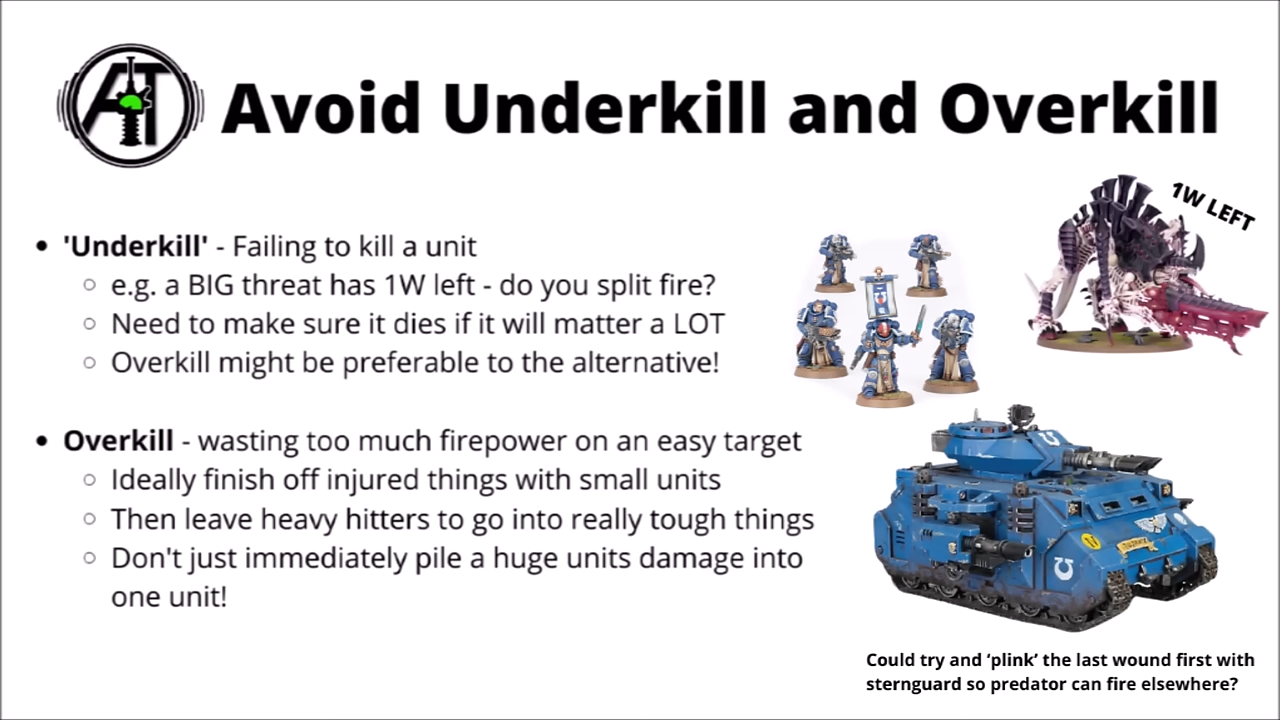 AT
Avoid Underkill and Overkill
1W LEFT
• 'Underkill' - Failing to kill a unit
○ e.g. a BIG threat has 1W left - do you split fire?
○ Need to make sure it dies if it will matter a LOT
○ Overkill might be preferable to the alternative!
• Overkill - wasting too much firepower on an easy target
○ Ideally finish off injured things with small units
○ Then leave heavy hitters to go into really tough things
○ Don't just immediately pile a huge units damage into
one unit!
Could try and ‘plink’ the last wound first with
sternguard so predator can fire elsewhere?